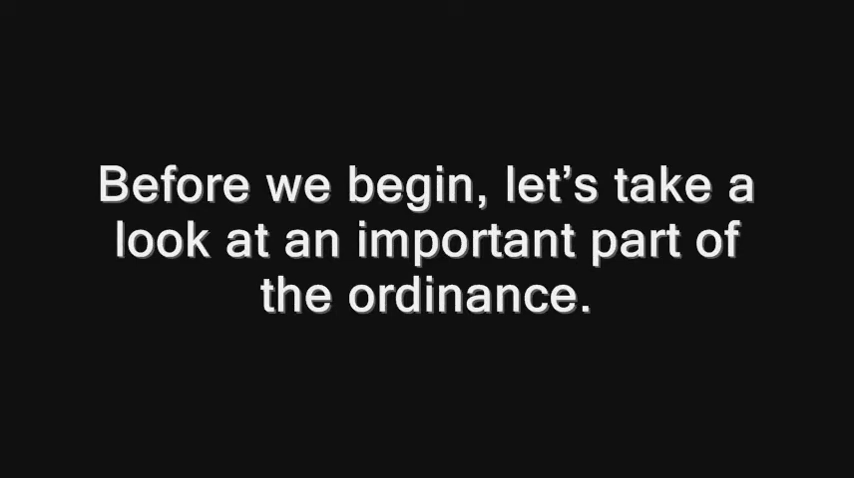 Before we begin, let’s take a
look at an important part of
the ordinance.